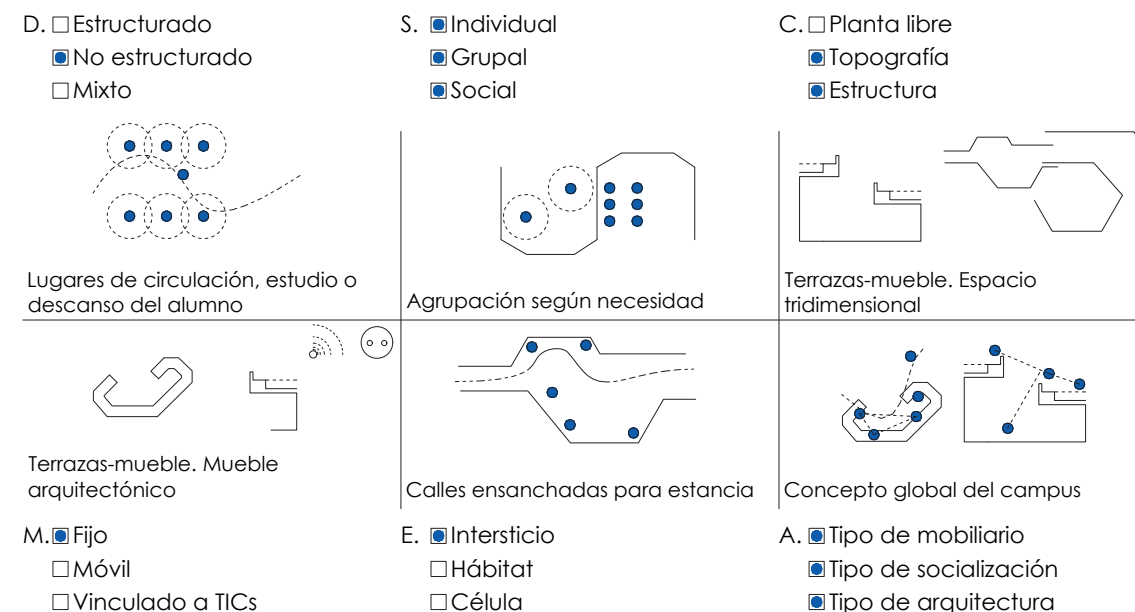 D. Estructurado
No estructurado
Mixto
S. Individual
Grupal
Social
C. Planta libre
Topografía
Estructura
Lugares de circulación, estudio o
descanso del alumno
Agrupación según necesidad
Terrazas-mueble. Espacio
tridimensional
Terrazas-mueble. Mueble
arquitectónico
Calles ensanchadas para estancia
Concepto global del campus
M. Fijo
Móvil
Vinculado a TICs
E. Intersticio
Hábitat
Célula
A. Tipo de mobiliario
Tipo de socialización
Tipo de arquitectura